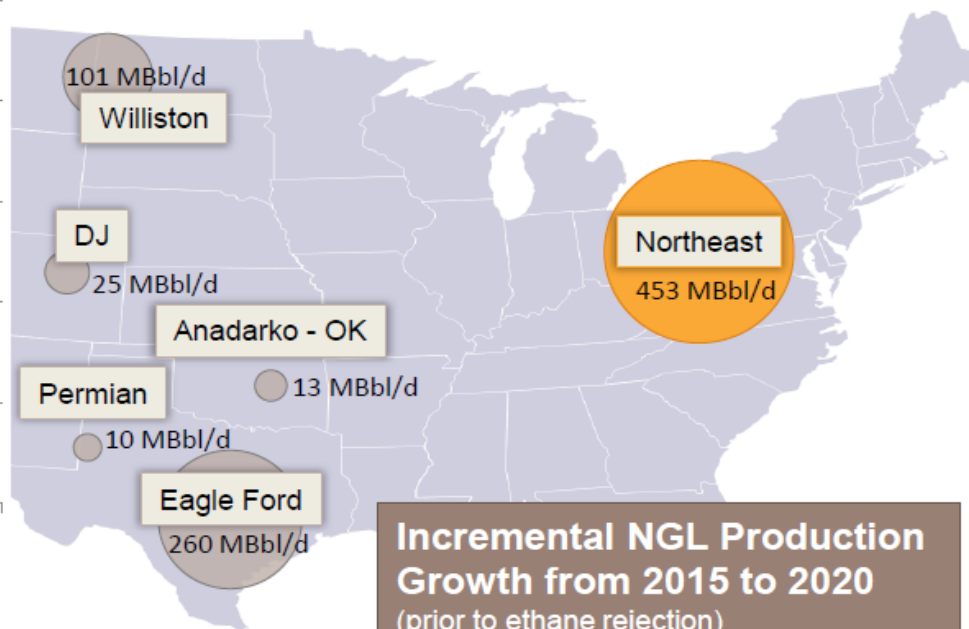 101 MBbl/d
Williston
DJ
25 MBbl/d
Northeast
453 MBbl/d
Anadarko - OK
13 MBbl/d
Permian
10 MBbl/d
Eagle Ford
260 MBbl/d
Incremental NGL Production
Growth from 2015 to 2020
(prior to ethane rejection)